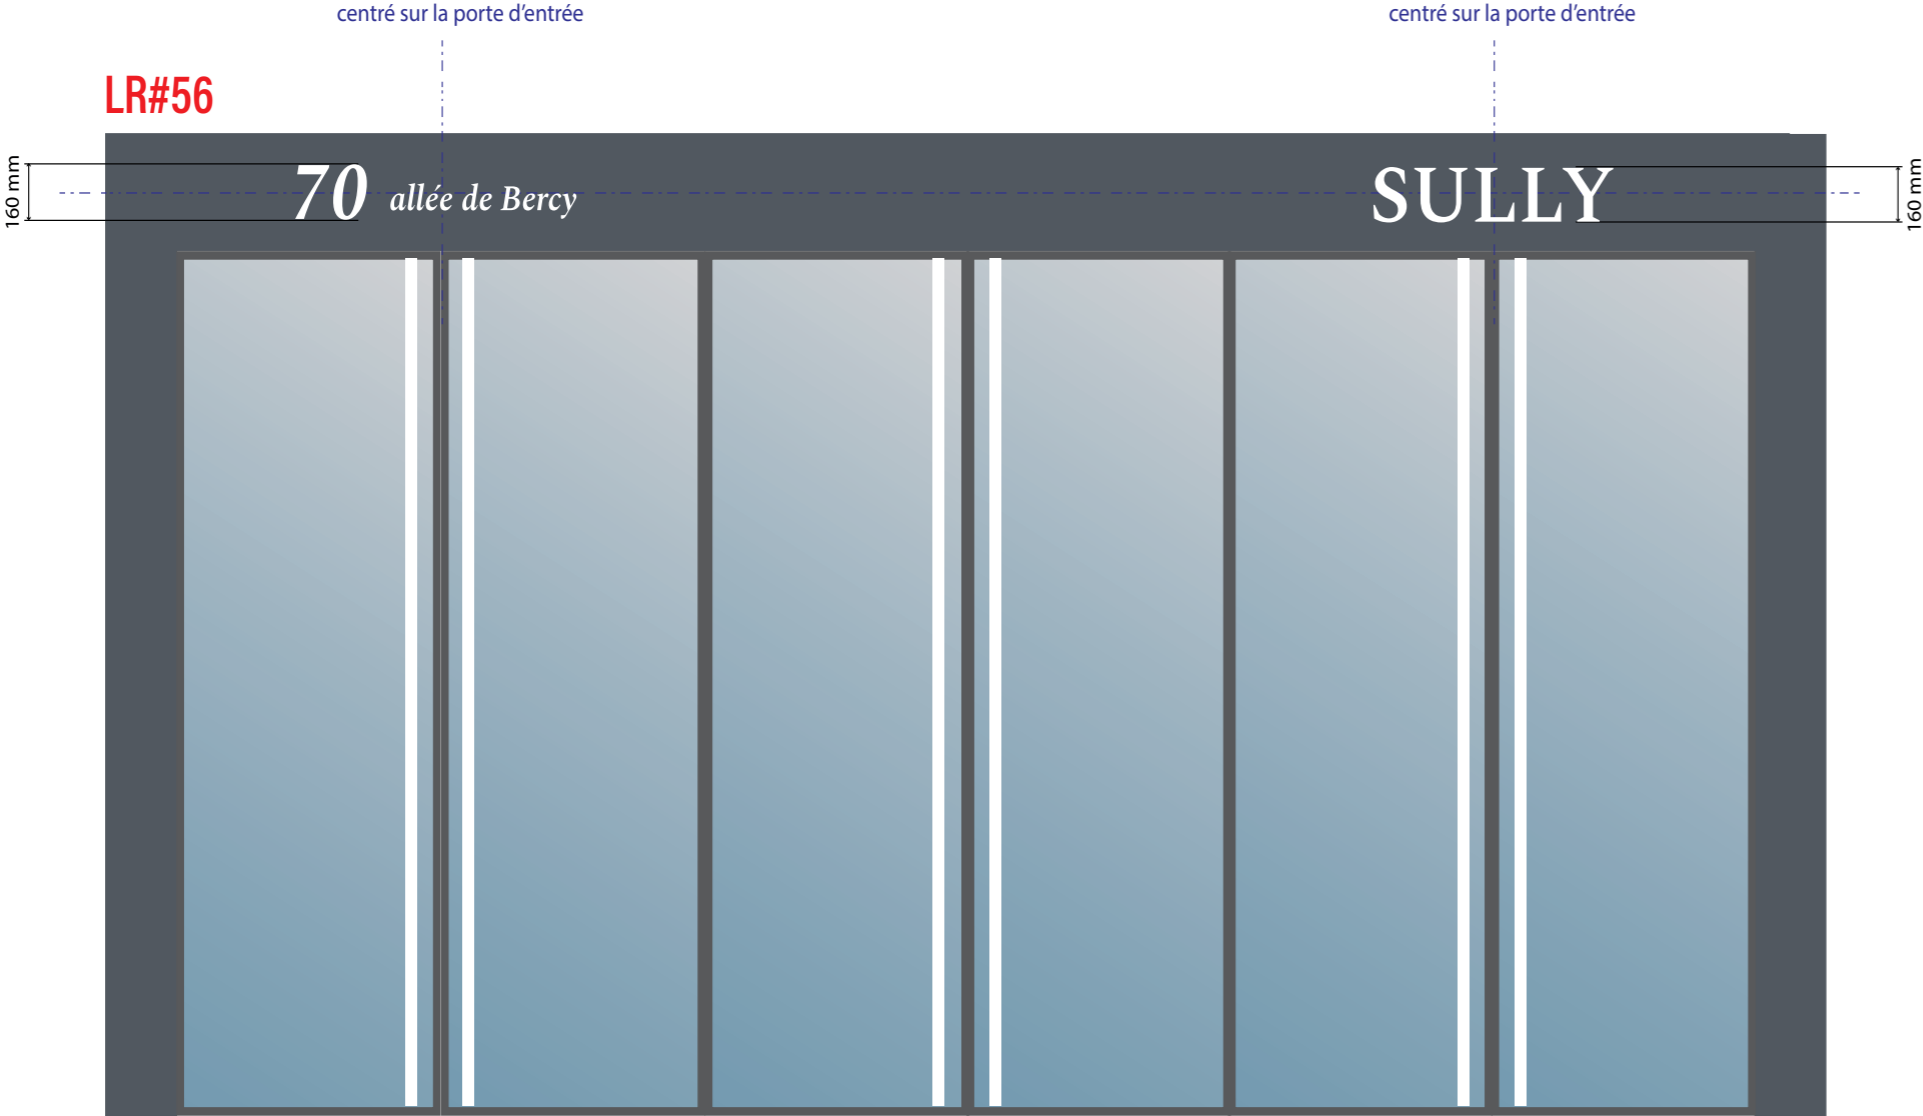 centré sur la porte d'entrée
centré sur la porte d'entrée
LR#56
160 mm
70 allée de Bercy
SULLY
160 mm